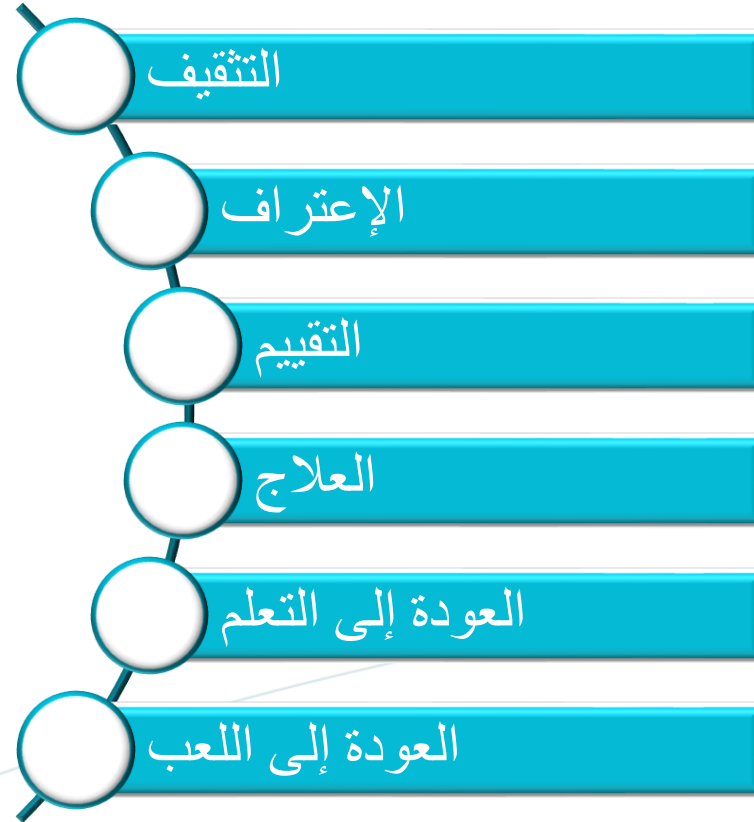 التثقيف
الإعتراف
التقييم
العلاج
العودة إلى التعلم
العودة إلى اللعب